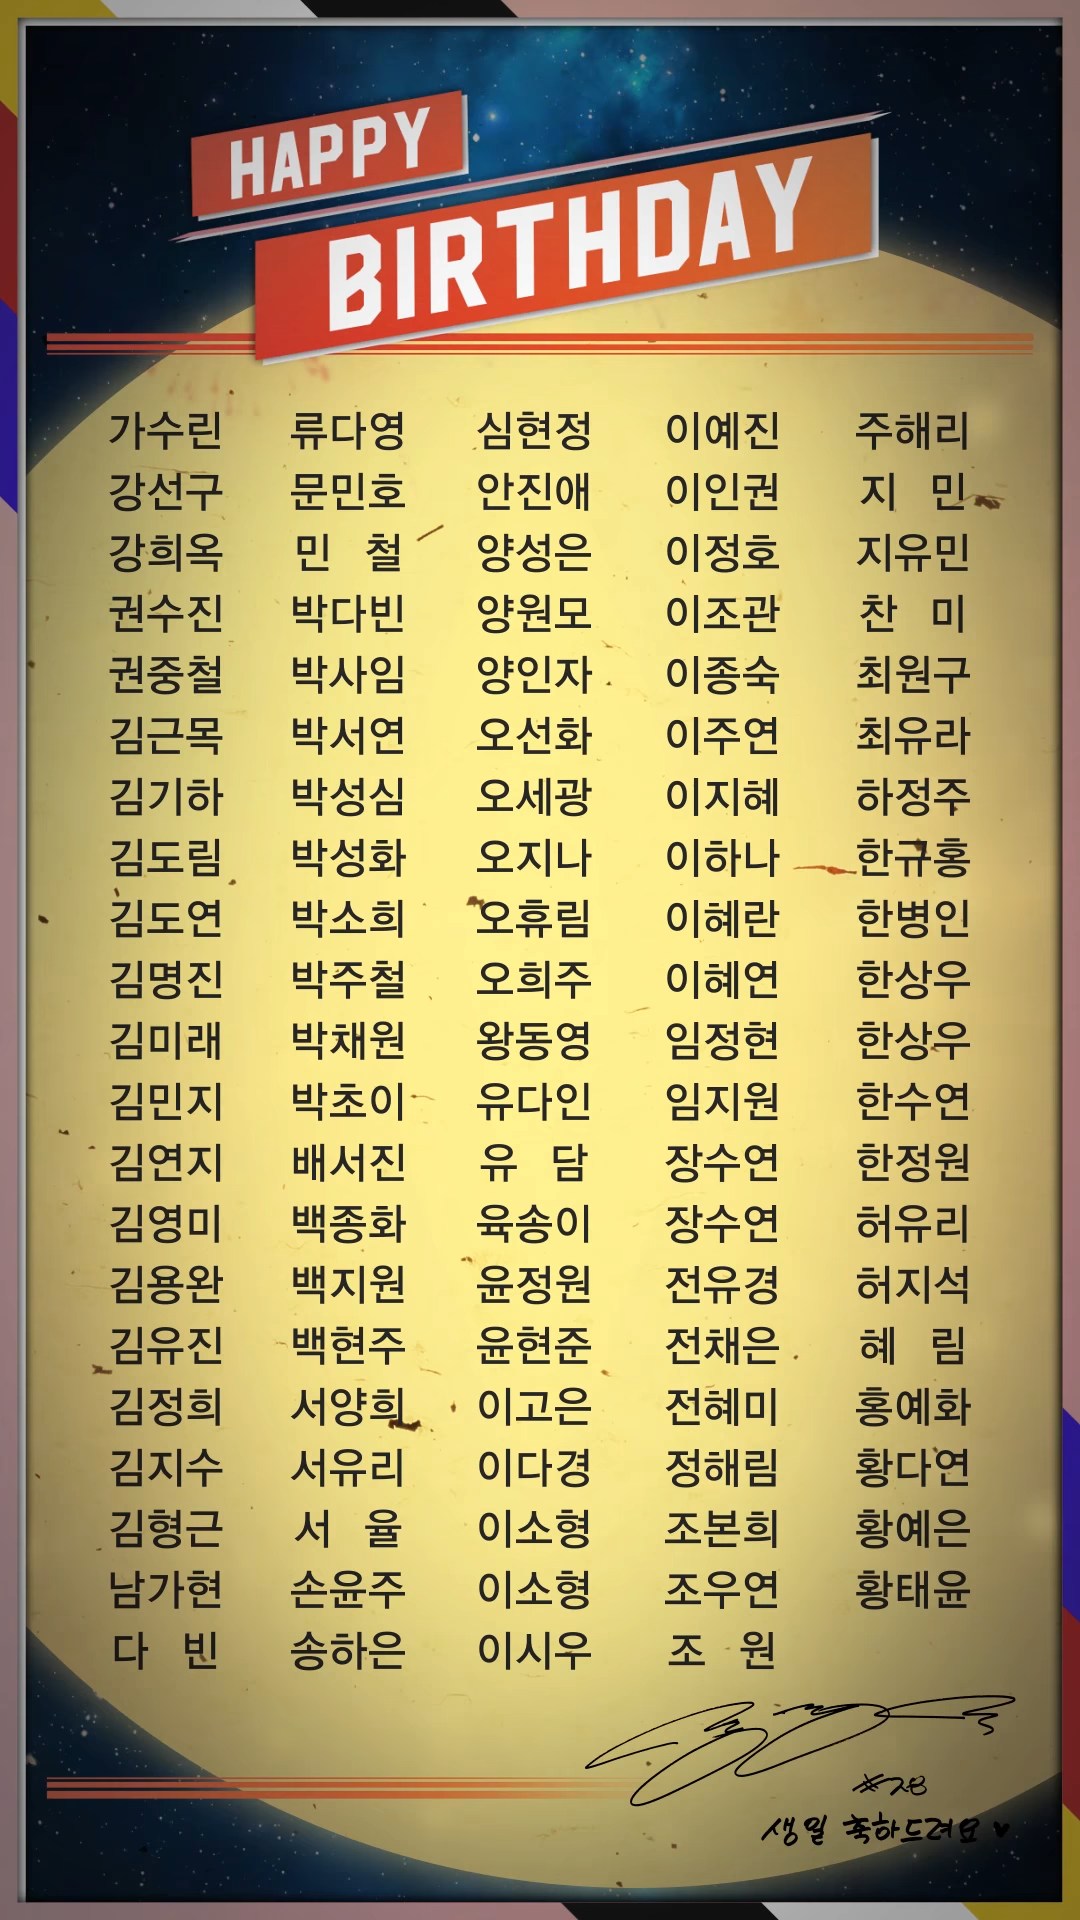 HAPPY
BIRTHDAY
가수린 류다영 심현정 이예진 주해리
강선구 문민호 안진애 이인권 지 민
강희옥 민 철 양성은 이정호 지유민
권수진 박다빈 양원모 이조관 찬 미
권중철 박사임 양인자 이종숙 최원구
김근목 박서연 오선화 이주연 최유라
김기하 박성심 오세광 이지혜 하정주
김도림 박성화 오지나 이하나 한규홍
김도연 박소희 오휴림 이혜란 한병인
김명진 박주철 오희주 이혜연 한상우
김미래 박채원 왕동영 임정현 한상우
김민지 박초이 유다인 임지원 한수연
김연지 배서진 유 담 장수연 한정원
김영미 백종화 육송이 장수연 허유리
김용완 백지원 윤정원 전유경 허지석
김유진 백현주 윤현준 전채은 혜 림
김정희 서양희 이고은 전혜미 홍예화
김지수 서유리 이다경 정해림 황다연
김형근 서 율 이소형 조본희 황예은
남가현 손윤주 이소형 조우연 황태윤
다 빈 송하은 이시우 조 원
#28
생일 축하드려요 ♥